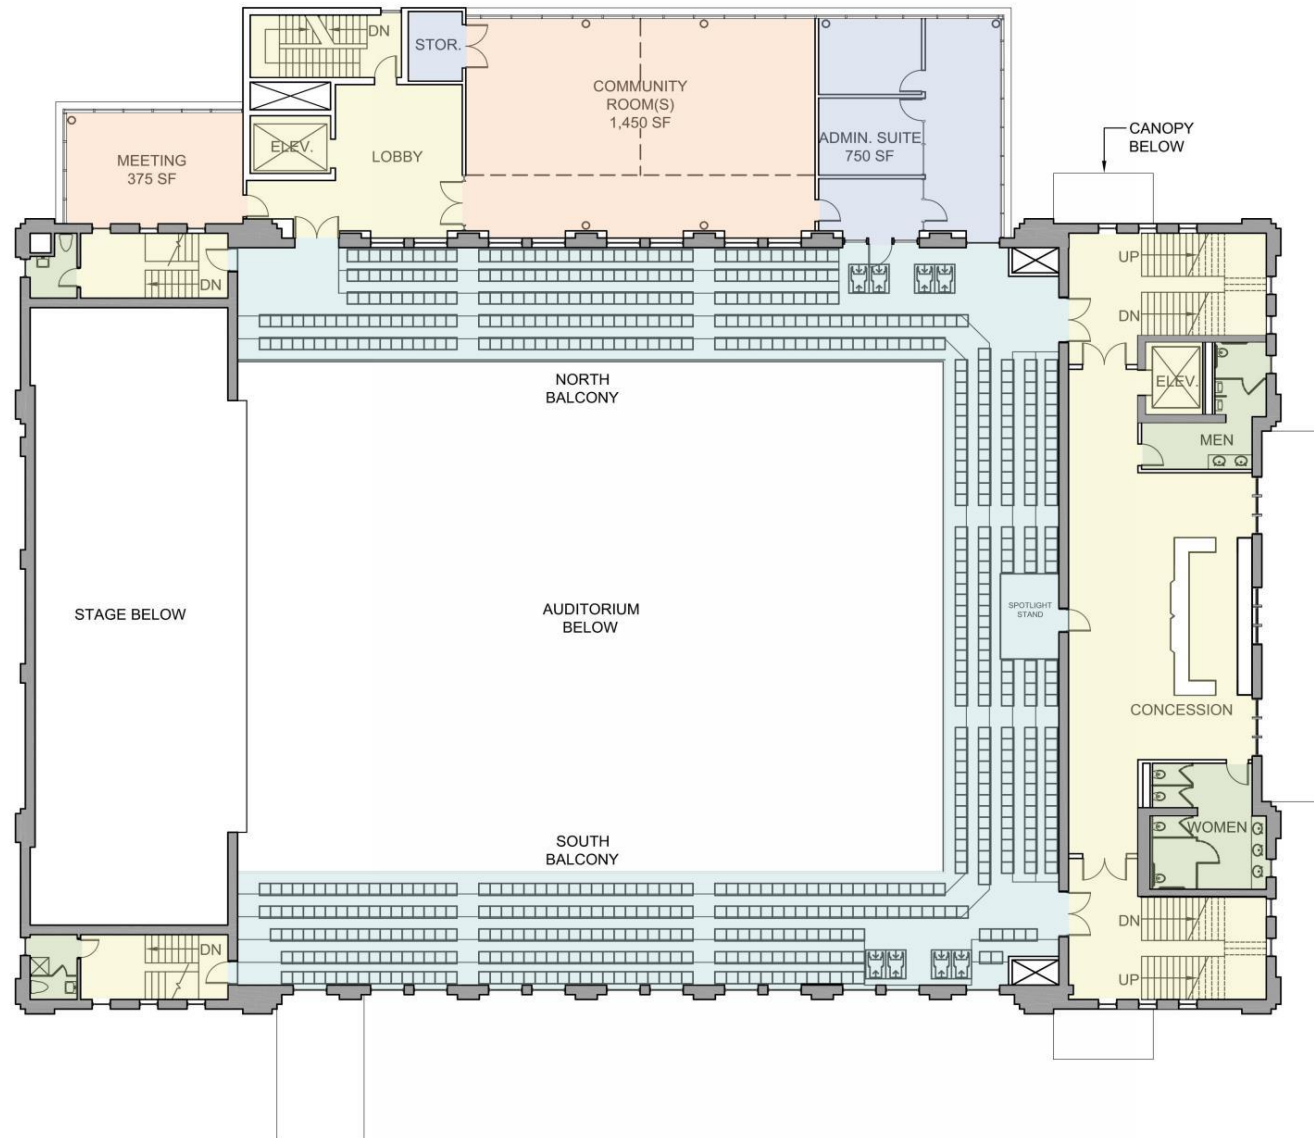 DN
STOR.
COMMUNITY
ROOM(S)
1,450 SF
CANOPY
BELOW
ADMIN. SUITE
750 SF
MEETING
375 SF
ELEV.
LOBBY
DN
UP
DN
NORTH
BALCONY
ELEV.
MEN
STAGE BELOW
AUDITORIUM
BELOW
SPOTLIGHT
STAND
CONCESSION
WOMEN
SOUTH
BALCONY
DN
DN
UP